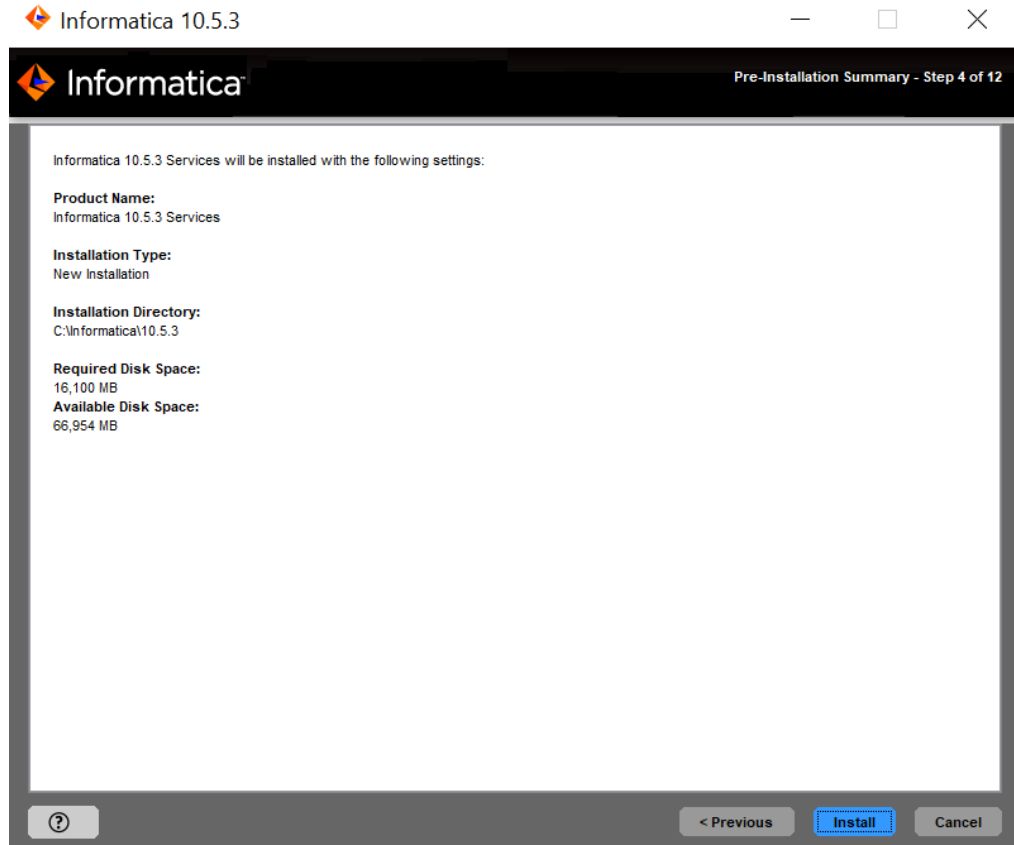 Informatica 10.5.3
Informatica
Pre-Installation Summary - Step 4 of 12
Informatica 10.5.3 Services will be installed with the following settings:
Product Name:
Informatica 10.5.3 Services
Installation Type:
New Installation
Installation Directory:
C:\Informatica\10.5.3
Required Disk Space:
16,100 MB
Available Disk Space:
66,954 MB
?
< Previous
Install
Cancel